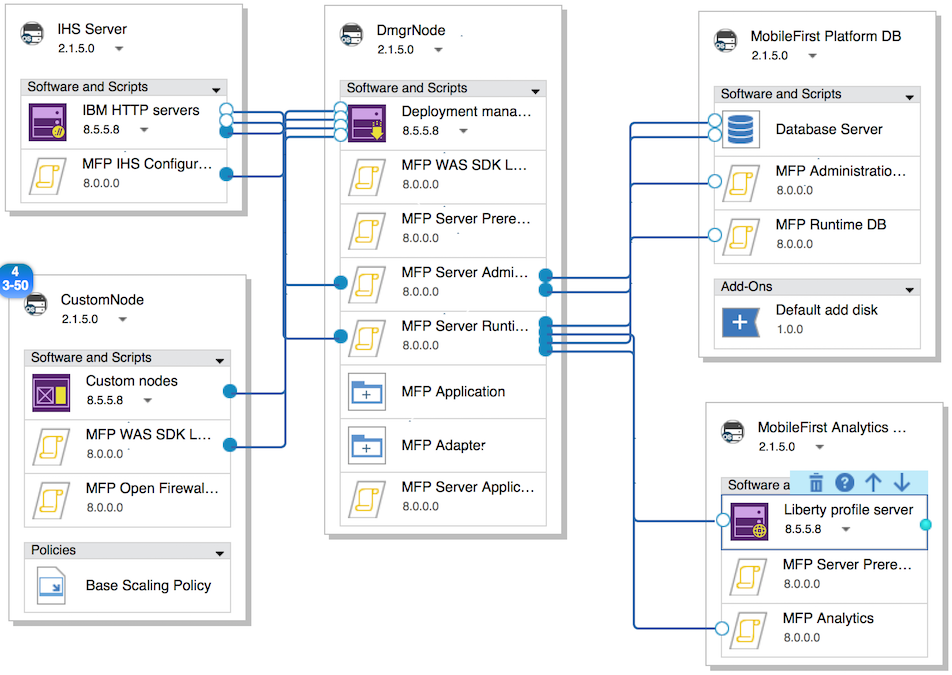 IHS Server
2.1.5.0
Software and Scripts
IBM HTTP servers
8.5.5.8
MFP IHS Configur...
8.0.0.0
4
3-50
CustomNode
2.1.5.0
Software and Scripts
Custom nodes
8.5.5.8
MFP WAS SDK L...
8.0.0.0
MFP Open Firewal...
8.0.0.0
Policies
Base Scaling Policy
DmgrNode
2.1.5.0
Software and Scripts
Deployment mana...
8.5.5.8
MFP WAS SDK L...
8.0.0.0
MFP Server Prere...
8.0.0.0
MFP Server Admi...
8.0.0.0
MFP Server Runti...
8.0.0.0
MFP Application
MFP Adapter
MFP Server Applic...
8.0.0.0
MobileFirst Platform DB
2.1.5.0
Software and Scripts
Database Server
MFP Administratio...
8.0.0.0
MFP Runtime DB
8.0.0.0
Add-Ons
Default add disk
1.0.0
MobileFirst Analytics ...
2.1.5.0
Software a
Liberty profile server
8.5.5.8
MFP Server Prere...
8.0.0.0
MFP Analytics
8.0.0.0